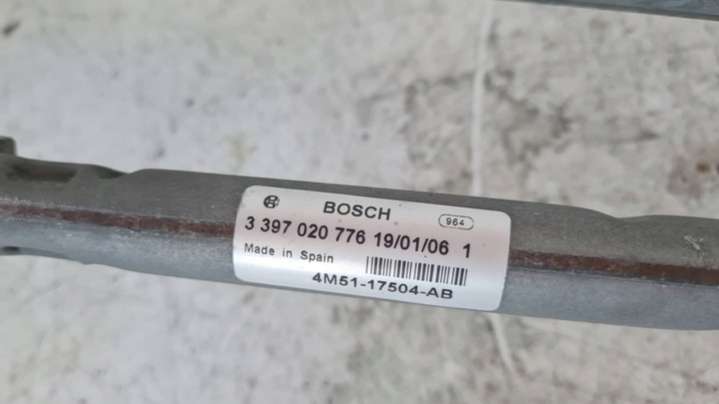 BOSCH 964
3 397 020 776 19/01/06 1
Made in Spain
4M51-17504-AB